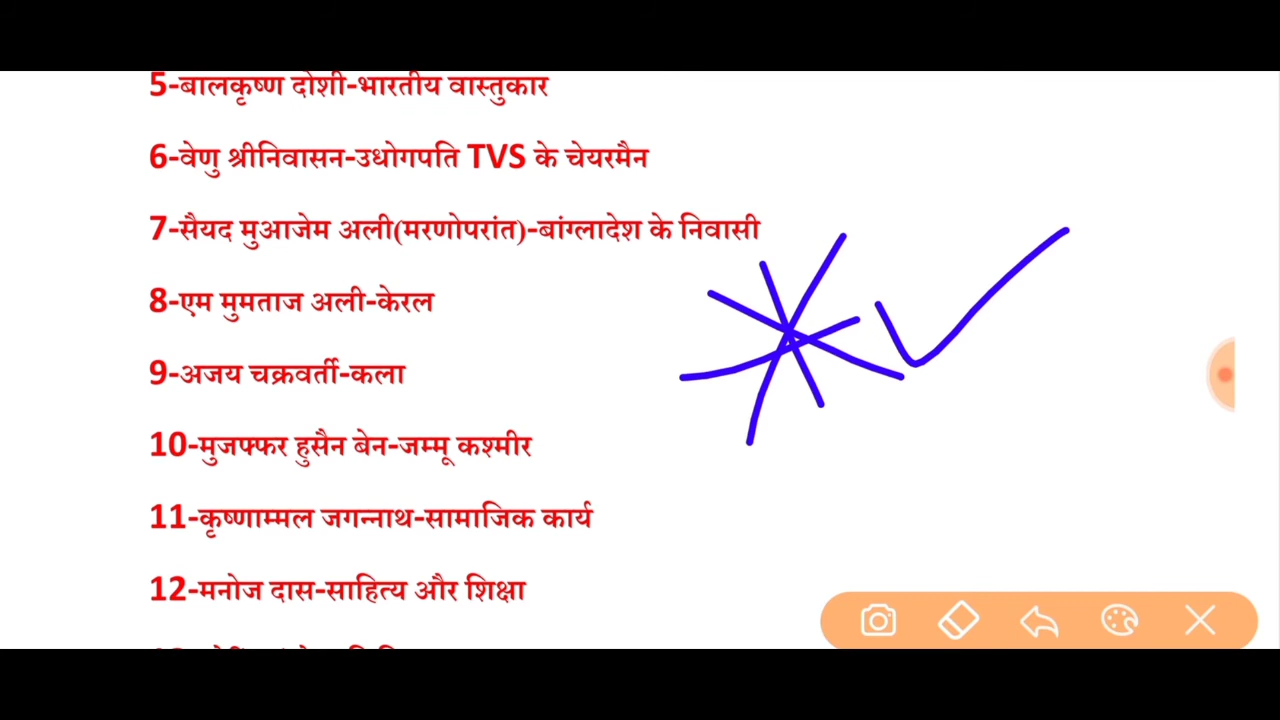 5-बालकृष्ण दोशी-भारतीय वास्तुकार
6-वेणु श्रीनिवासन-उधोगपति TVS के चेयरमैन
7-सैयद मुआजेम अली(मरणोपरांत)-बांग्लादेश के निवासी
8-एम मुमताज अली-केरल
9-अजय चक्रवर्ती-कला
10-मुजफ्फर हुसैन बेन-जम्मू कश्मीर
11-कृष्णाम्मल जगन्नाथ-सामाजिक कार्य
12-मनोज दास-साहित्य और शिक्षा